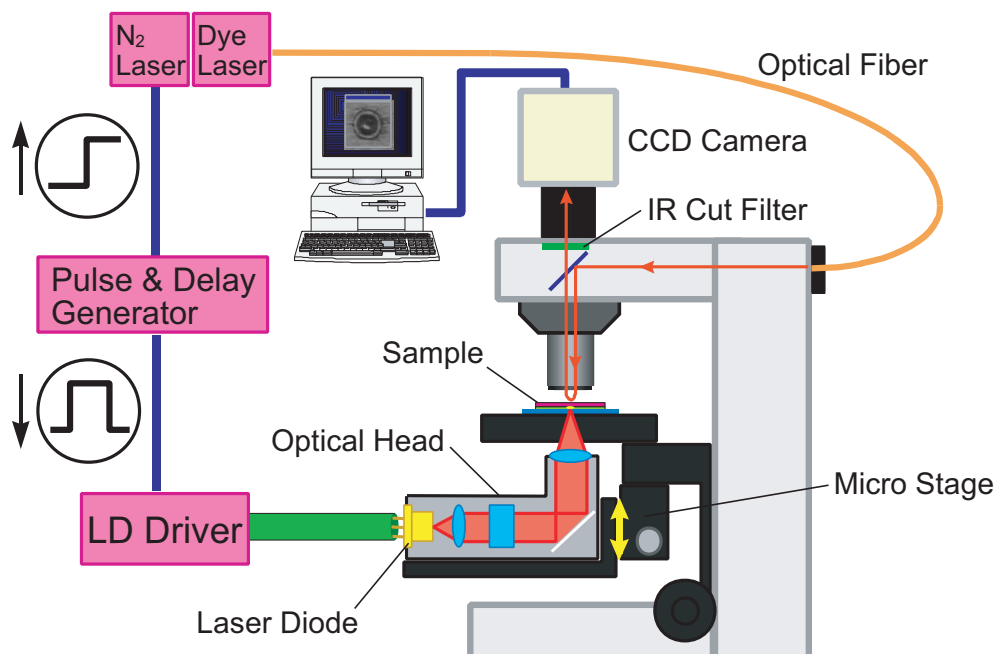 N₂
Laser
Dye
Laser
Optical Fiber
CCD Camera
IR Cut Filter
Pulse & Delay
Generator
Sample
Optical Head
Micro Stage
LD Driver
Laser Diode